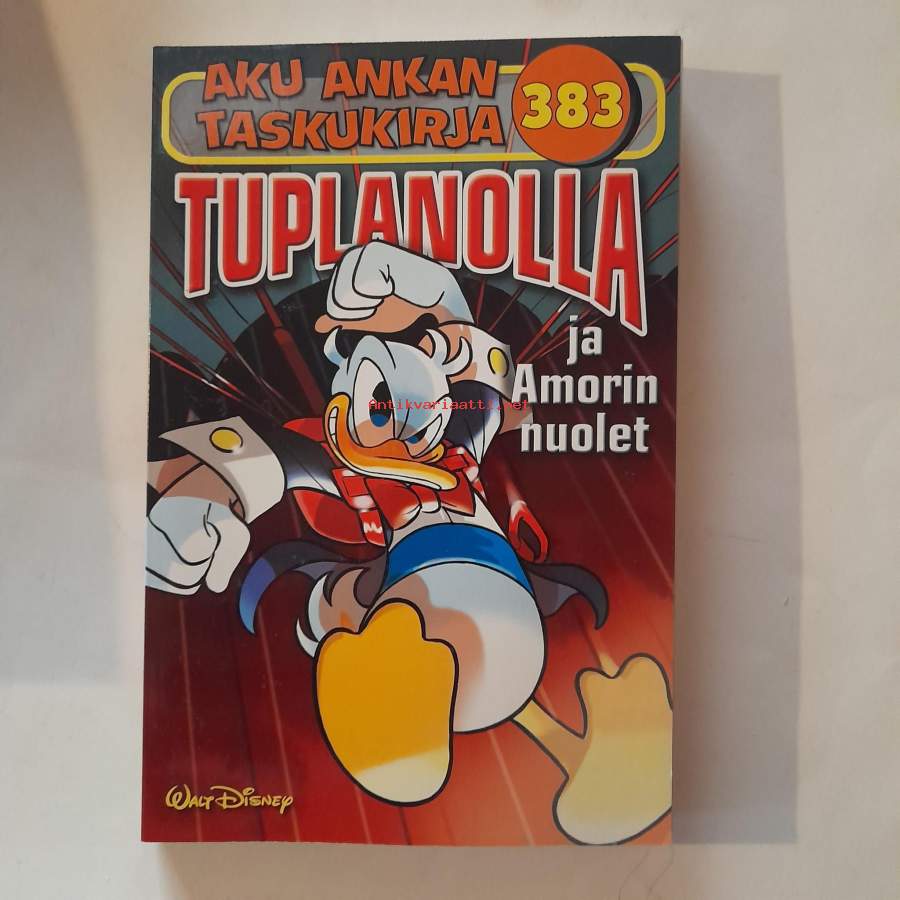 AKU ANKAN
TASKUKIRJA
383
TUPLANOLLA
ja
Amorin
nuolet
Antikvariaatti.net
WALT DISNEY